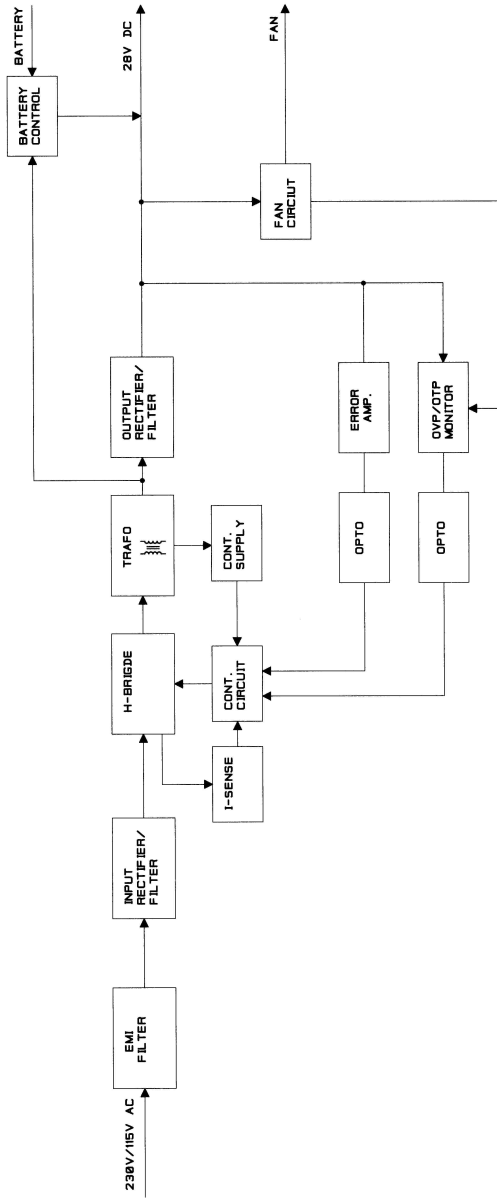 230V/115V AC
EMI
FILTER
INPUT
RECTIFIER/
FILTER
H-BRIGDE
TRAFO
OUTPUT
RECTIFIER/
FILTER
BATTERY
CONTROL
BATTERY
28V DC
I-SENSE
CONT.
CIRCUIT
CONT.
SUPPLY
FAN
CIRCIUT
FAN
OPTO
ERROR
AMP.
OPTO
OVP/OTP
MONITOR